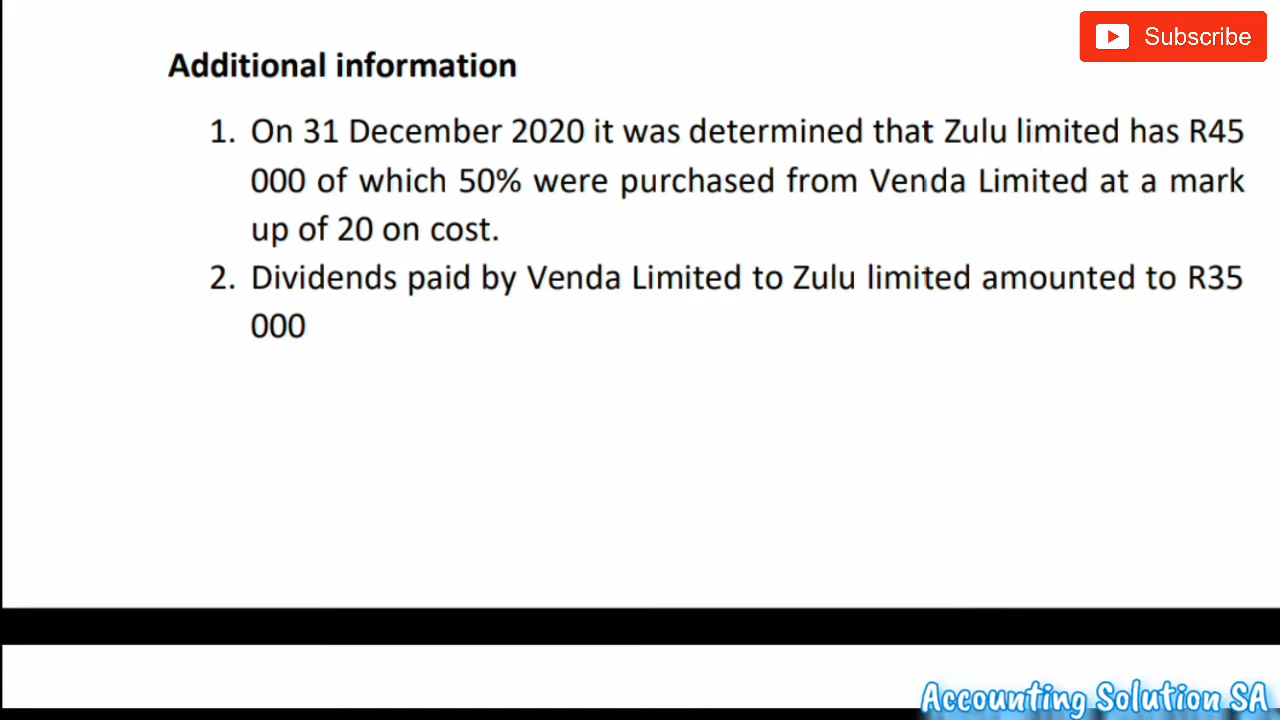 Subscribe
Additional information
1. On 31 December 2020 it was determined that Zulu limited has R45
000 of which 50% were purchased from Venda Limited at a mark
up of 20 on cost.
2. Dividends paid by Venda Limited to Zulu limited amounted to R35
000
Accounting Solution SA